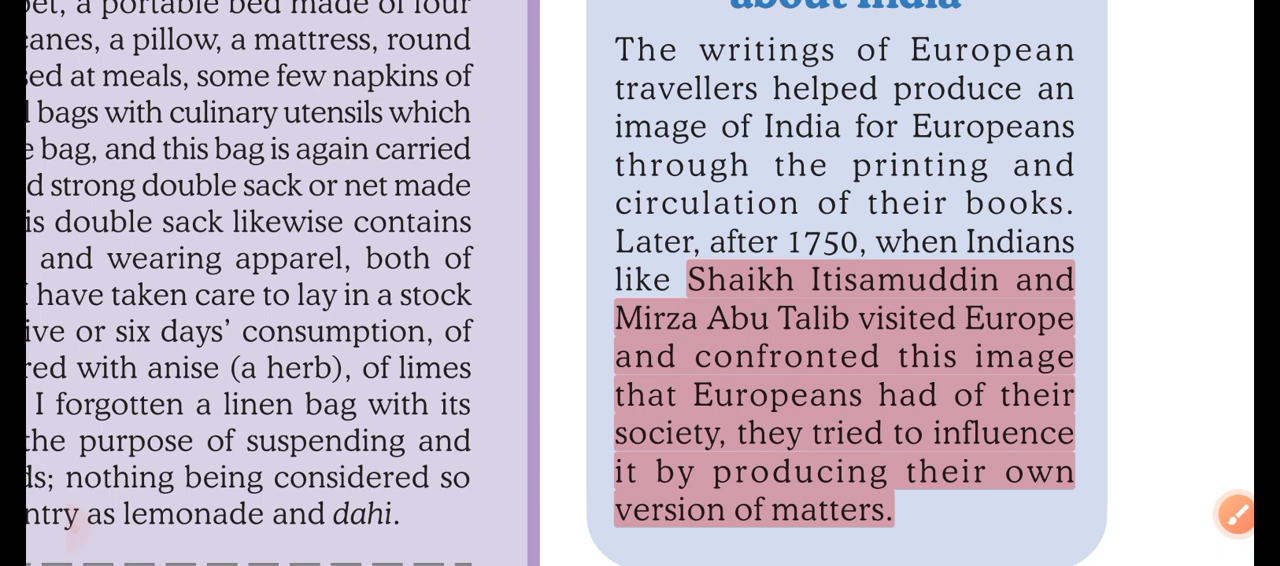 pet, a portable bed made of four
canes, a pillow, a mattress, round
sed at meals, some few napkins of
bags with culinary utensils which
bag, and this bag is again carried
d strong double sack or net made
is double sack likewise contains
and wearing apparel, both of
I have taken care to lay in a stock
ive or six days’ consumption, of
red with anise (a herb), of limes
I forgotten a linen bag with its
the purpose of suspending and
ds; nothing being considered so
ntry as lemonade and dahi.
about India
The writings of European
travellers helped produce an
image of India for Europeans
through the printing and
circulation of their books.
Later, after 1750, when Indians
like Shaikh Itisamuddin and
Mirza Abu Talib visited Europe
and confronted this image
that Europeans had of their
society, they tried to influence
it by producing their own
version of matters.